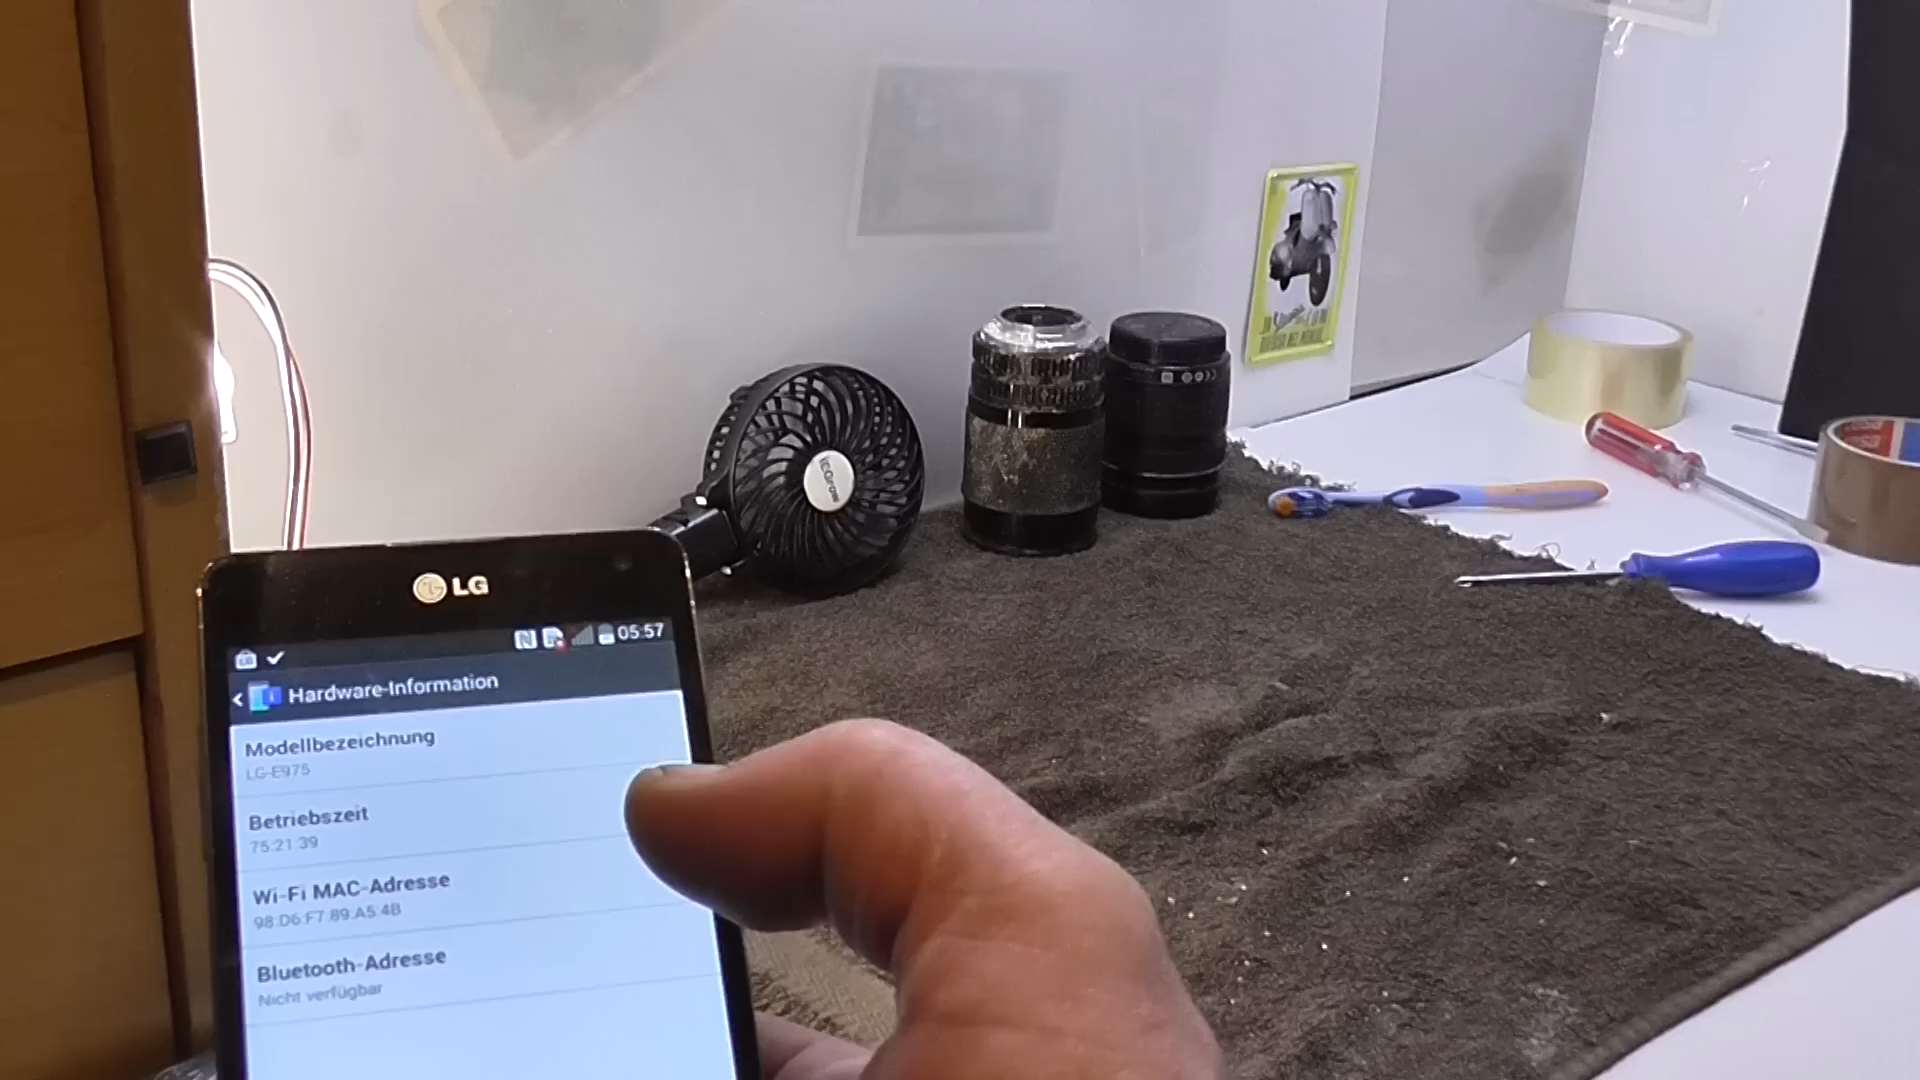 LG
05:57
Hardware-Information
Modellbezeichnung
LG-E975
Betriebszeit
75:21:39
Wi-Fi MAC-Adresse
98:D6:F7:89:A5:4B
Bluetooth-Adresse
Nicht verfügbar
tesa